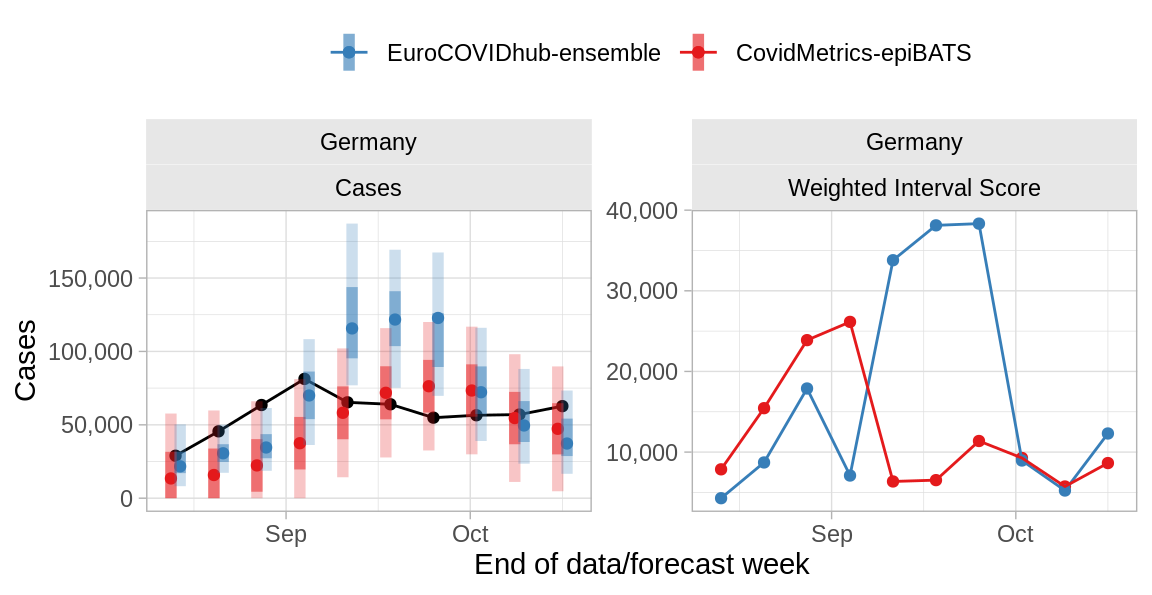 EuroCOVIDhub-ensemble CovidMetrics-epiBATS
Germany
Cases
Cases
150,000
100,000
50,000
0
Sep Oct
Germany
Weighted Interval Score
40,000
30,000
20,000
10,000
Sep Oct
End of data/forecast week